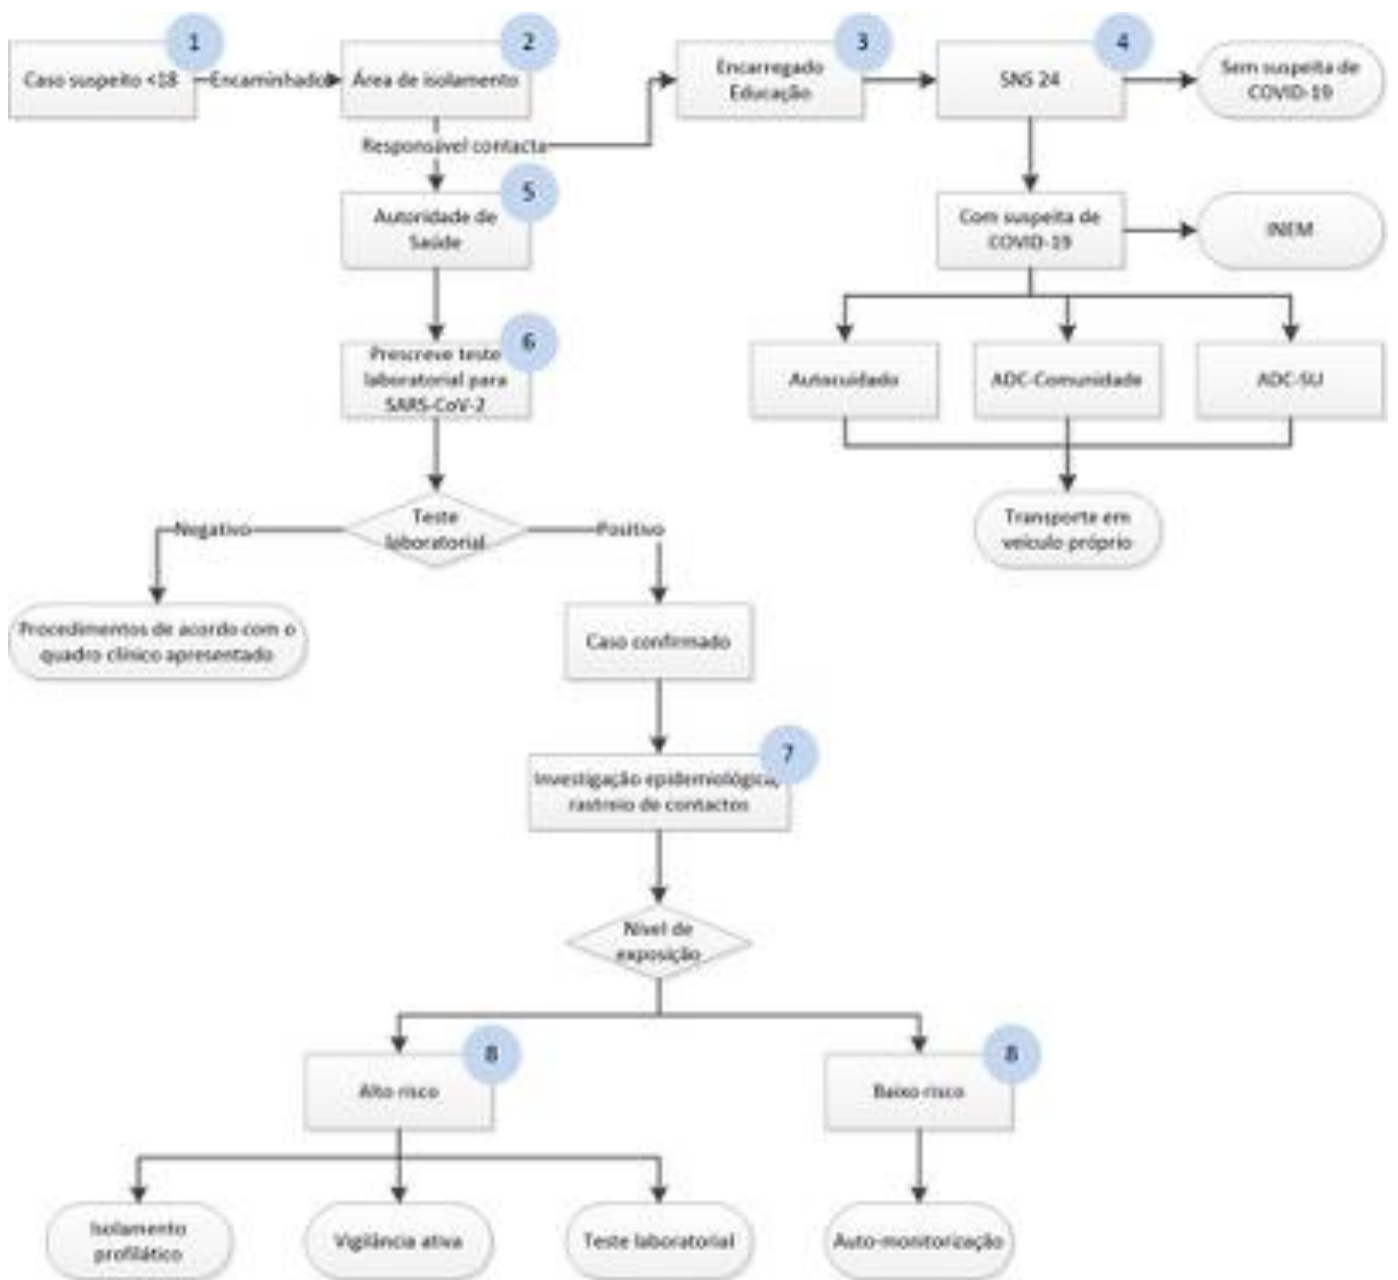 1
Caso suspeito <18
Encaminhado
2
Área de isolamento
3
Encarregado
Educação
4
SNS 24
Sem suspeita de
COVID-19
Responsável contacta
5
Autoridade de
Saúde
Com suspeita de
COVID-19
INEM
6
Prescreve teste
laboratorial para
SARS-CoV-2
Autocuidado
ADC-Comunidade
ADC-SU
Transporte em
veículo próprio
Teste
laboratorial
Negativo
Positivo
Procedimentos de acordo com o
quadro clínico apresentado
Caso confirmado
7
Investigação epidemiológica,
rastreio de contactos
Nível de
exposição
8
Alto risco
8
Baixo risco
Isolamento
profilático
Vigilância ativa
Teste laboratorial
Auto-monitorização